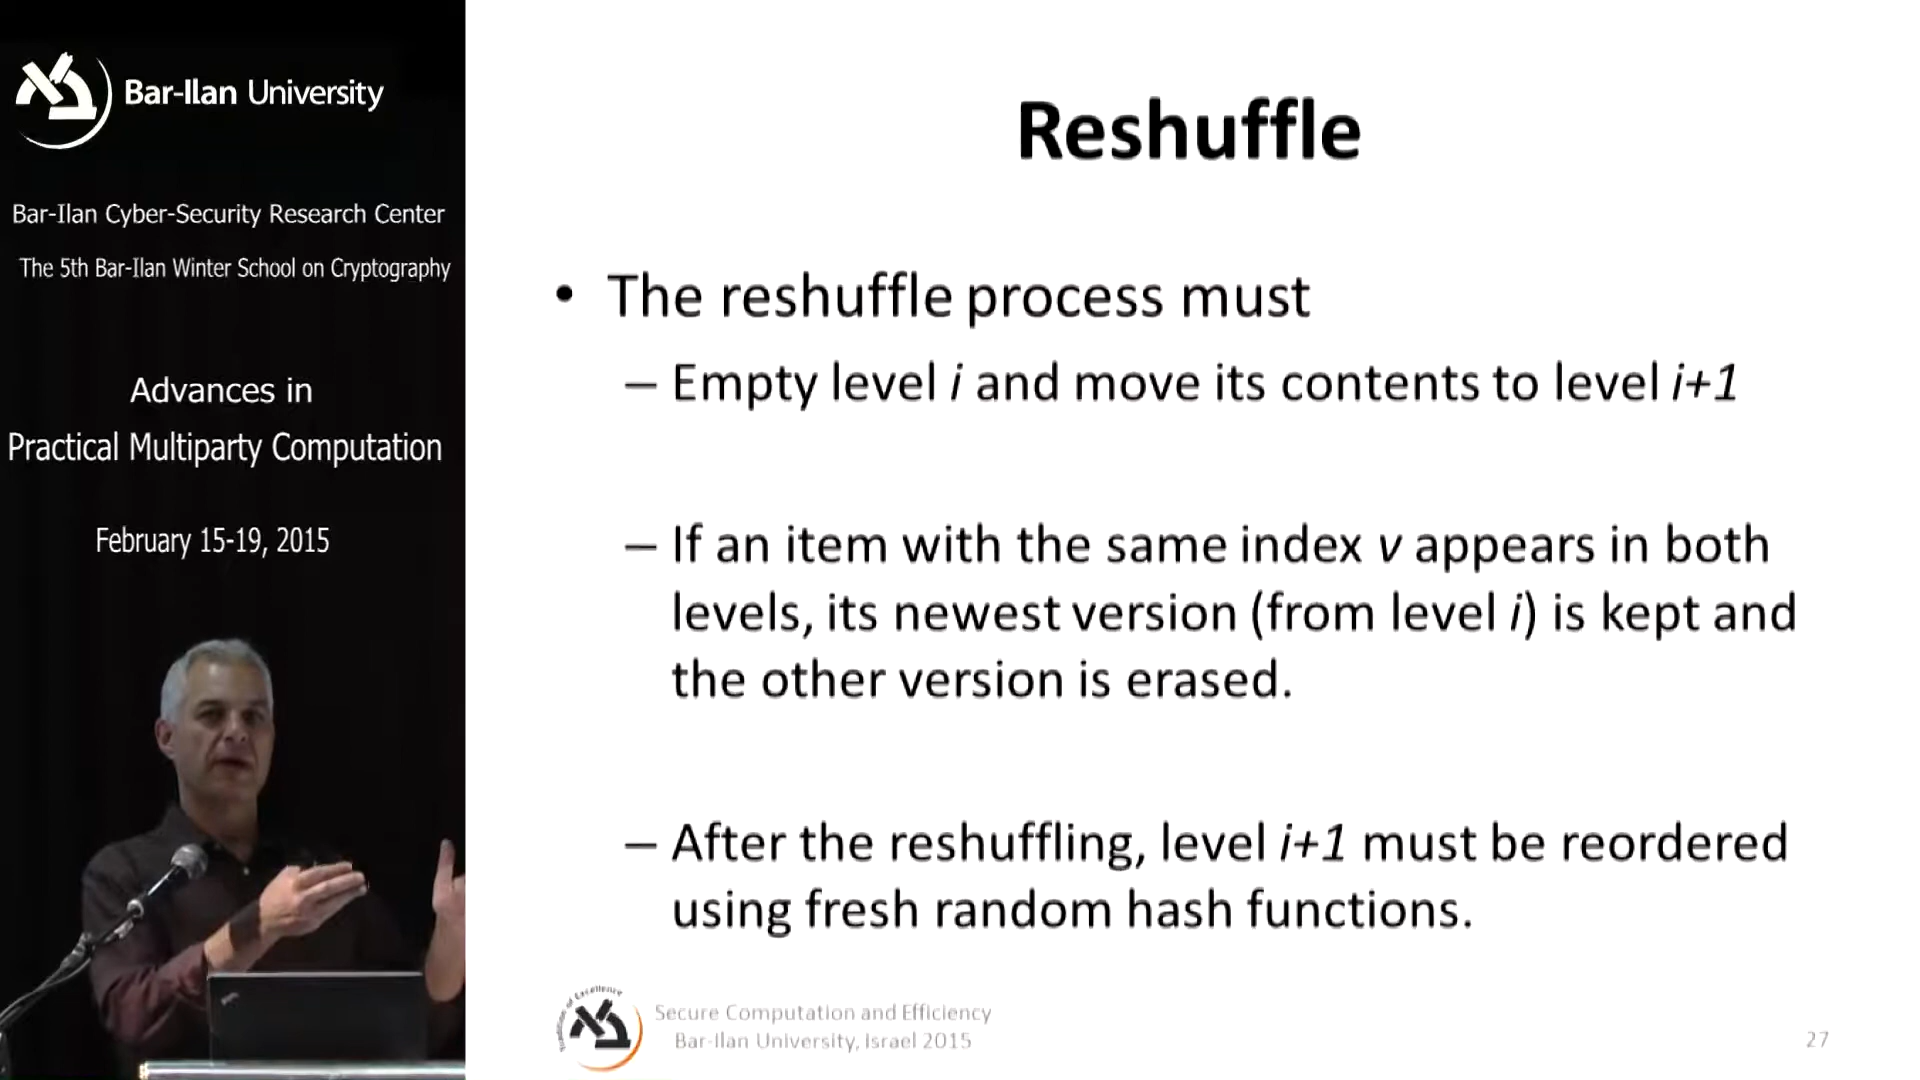 Bar-Ilan University
Bar-Ilan Cyber-Security Research Center
The 5th Bar-Ilan Winter School on Cryptography
Advances in
Practical Multiparty Computation
February 15-19, 2015
Reshuffle
• The reshuffle process must
– Empty level i and move its contents to level i+1
– If an item with the same index v appears in both
levels, its newest version (from level i) is kept and
the other version is erased.
– After the reshuffling, level i+1 must be reordered
using fresh random hash functions.
of Excellence
Secure Computation and Efficiency
Bar-Ilan University, Israel 2015
27